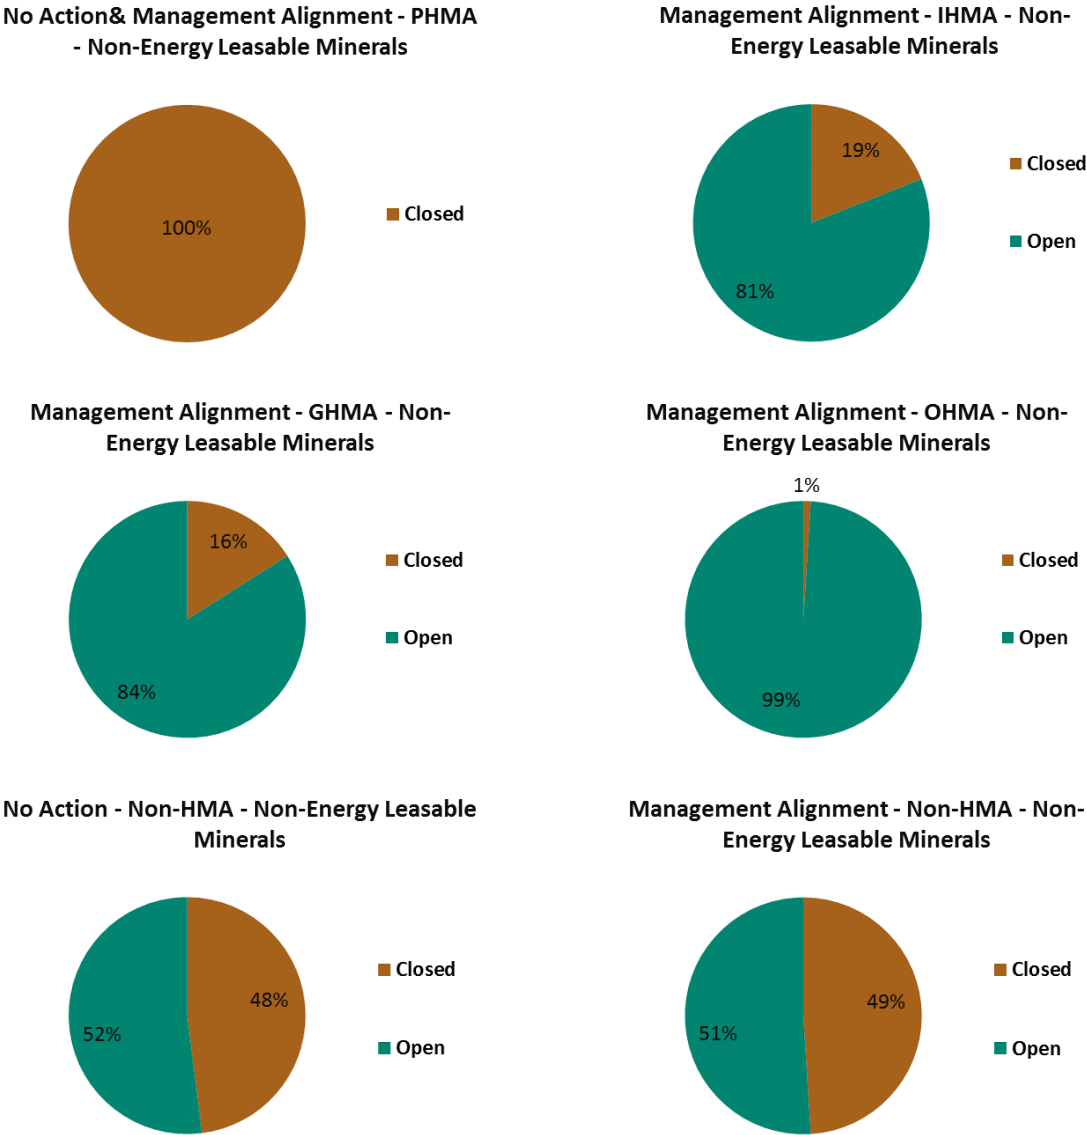 No Action& Management Alignment - PHMA
- Non-Energy Leasable Minerals
100%
Closed
Management Alignment - IHMA - Non-
Energy Leasable Minerals
19%
81%
Closed
Open
Management Alignment - GHMA - Non-
Energy Leasable Minerals
16%
84%
Closed
Open
Management Alignment - OHMA - Non-
Energy Leasable Minerals
1%
99%
Closed
Open
No Action - Non-HMA - Non-Energy Leasable
Minerals
48%
52%
Closed
Open
Management Alignment - Non-HMA - Non-
Energy Leasable Minerals
49%
51%
Closed
Open